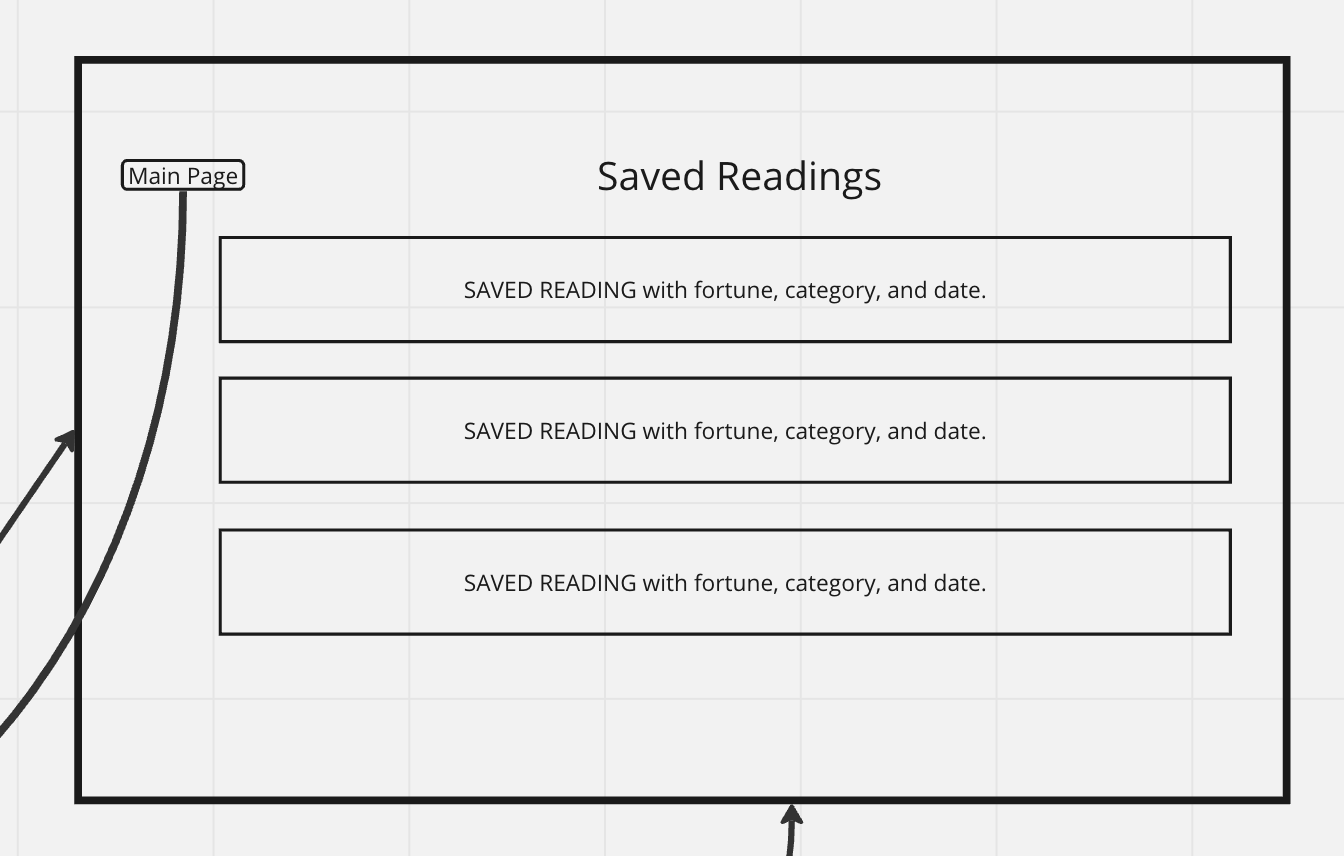 Main Page
Saved Readings
SAVED READING with fortune, category, and date.
SAVED READING with fortune, category, and date.
SAVED READING with fortune, category, and date.